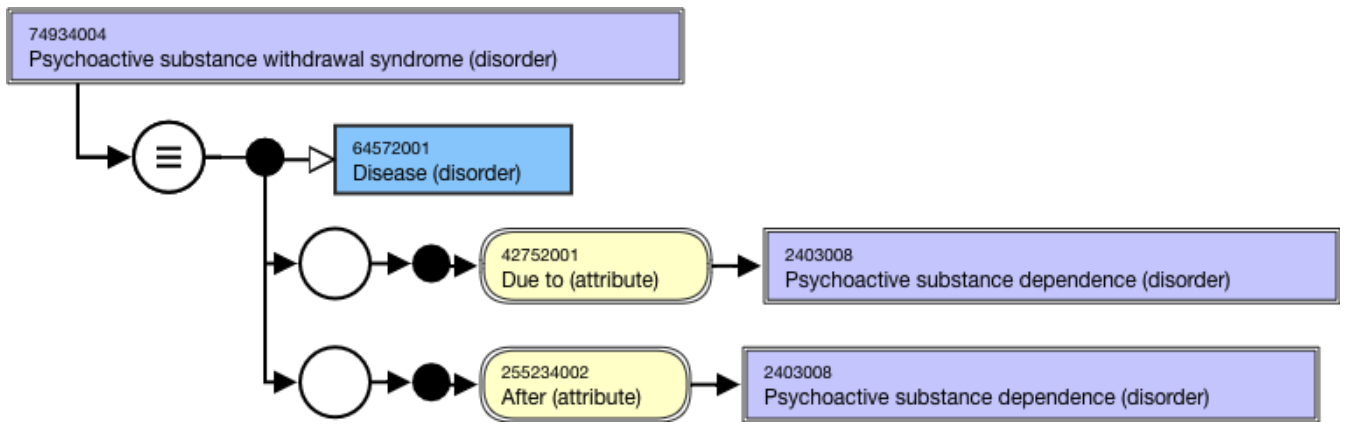 74934004
Psychoactive substance withdrawal syndrome (disorder)
64572001
Disease (disorder)
42752001
Due to (attribute)
2403008
Psychoactive substance dependence (disorder)
255234002
After (attribute)
2403008
Psychoactive substance dependence (disorder)